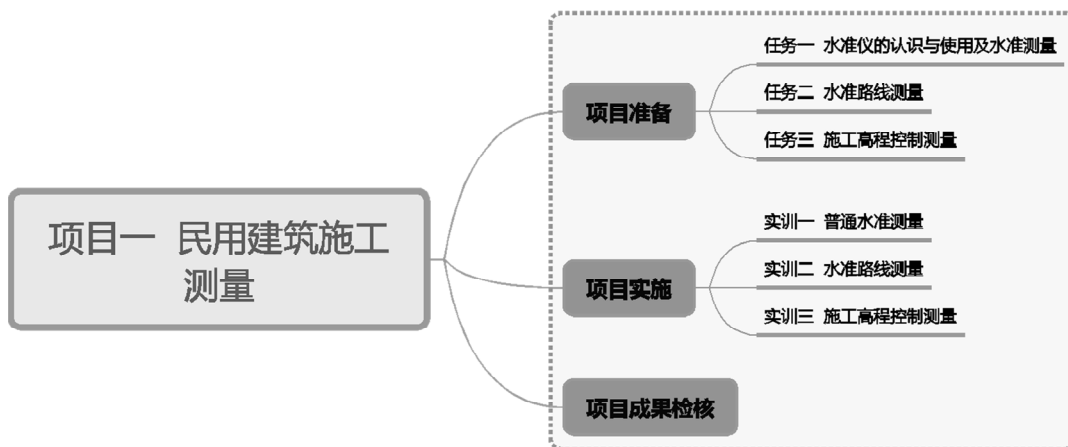 项目一 民用建筑施工
测量
项目准备
任务一 水准仪的认识与使用及水准测量
任务二 水准路线测量
任务三 施工高程控制测量
项目实施
实训一 普通水准测量
实训二 水准路线测量
实训三 施工高程控制测量
项目成果检核